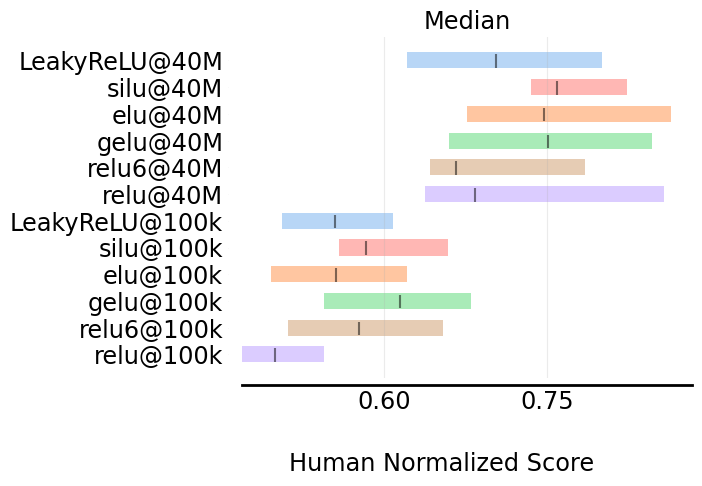 Median
LeakyReLU@40M
silu@40M
elu@40M
gelu@40M
relu6@40M
relu@40M
LeakyReLU@100k
silu@100k
elu@100k
gelu@100k
relu6@100k
relu@100k
0.60 0.75
Human Normalized Score